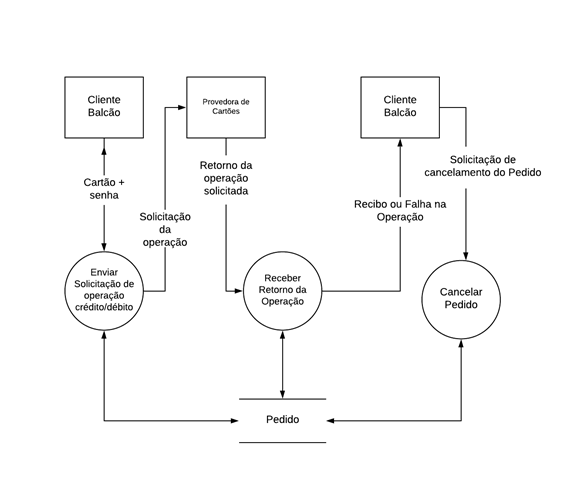 Cliente
Balcão
Provedora de
Cartões
Cliente
Balcão
Cartão +
senha
Solicitação
da
operação
Retorno da
operação
solicitada
Recibo ou Falha na
Operação
Solicitação de
cancelamento do Pedido
Enviar
Solicitação de
operação
crédito/débito
Receber
Retorno da
Operação
Cancelar
Pedido
Pedido